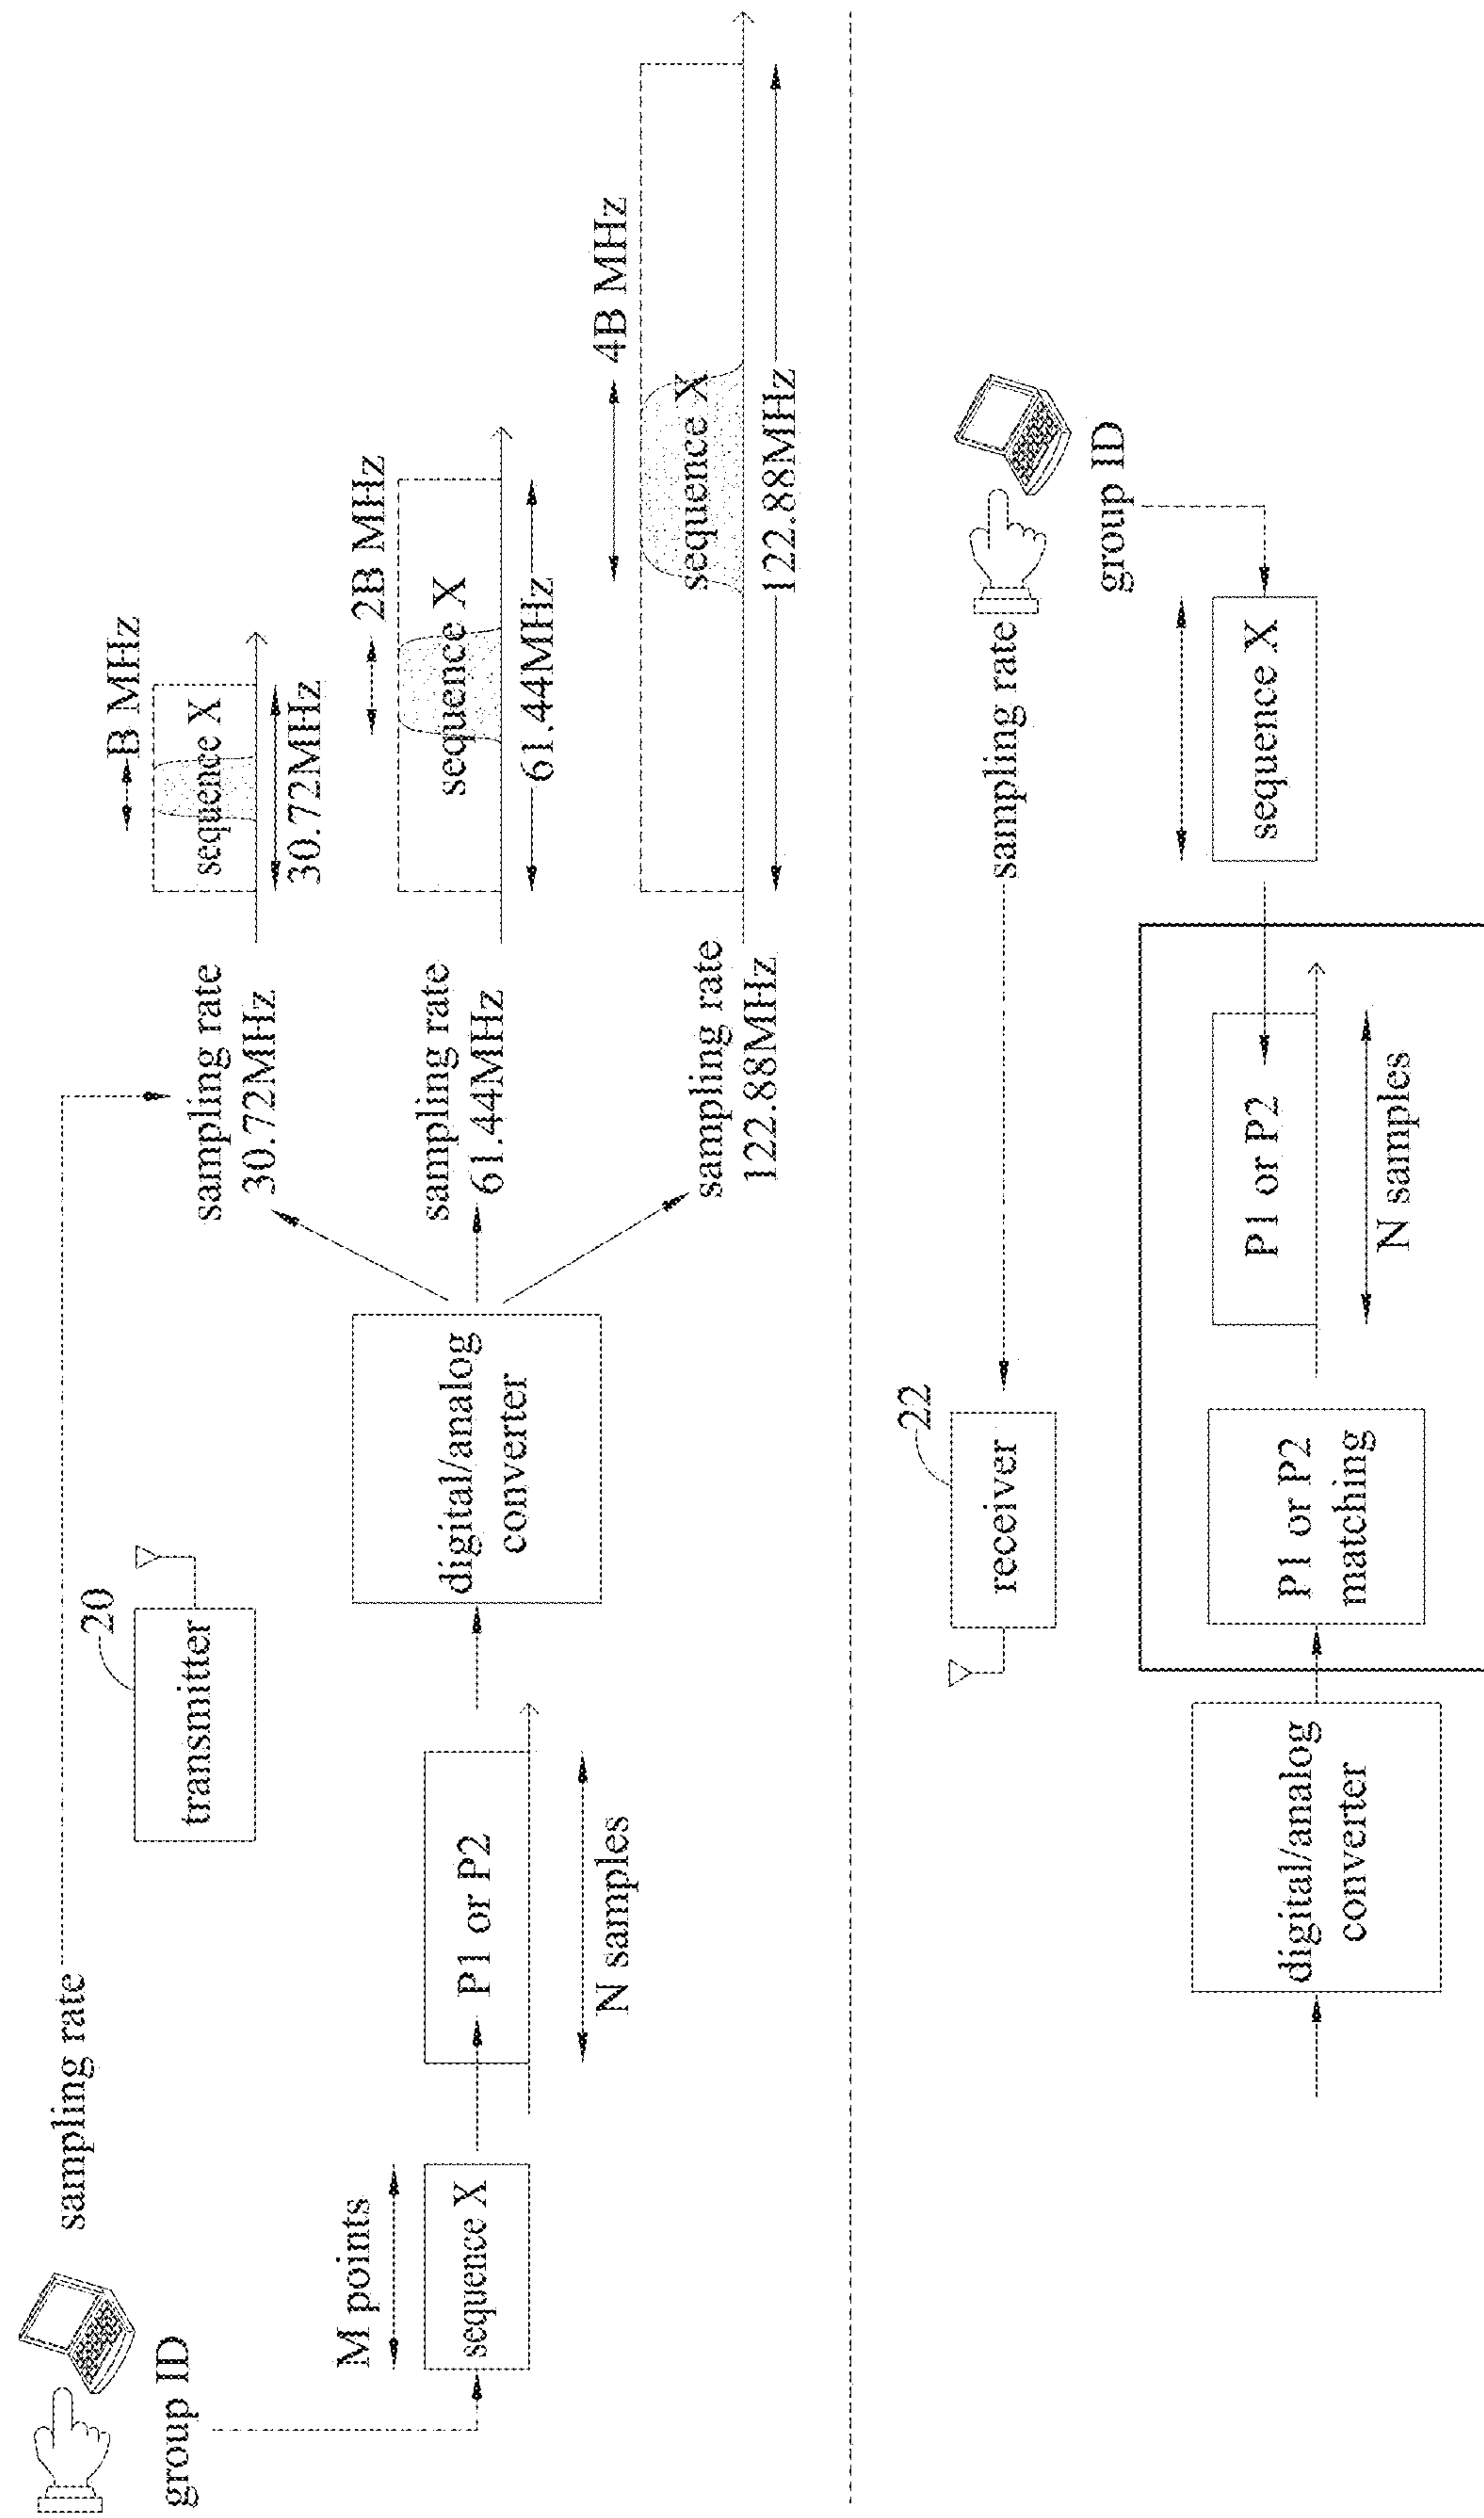 sampling rate
group ID
M points
sequence X
P1 or P2
N samples
transmitter
20
digital/analog
converter
sampling rate
30.72MHz
B MHz
sequence X
30.72MHz
sampling rate
61.44MHz
2B MHz
sequence X
61.44MHz
sampling rate
122.88MHz
4B MHz
sequence X
122.88MHz
22
receiver
sampling rate
group ID
digital/analog
converter
P1 or P2
matching
P1 or P2
N samples
sequence X